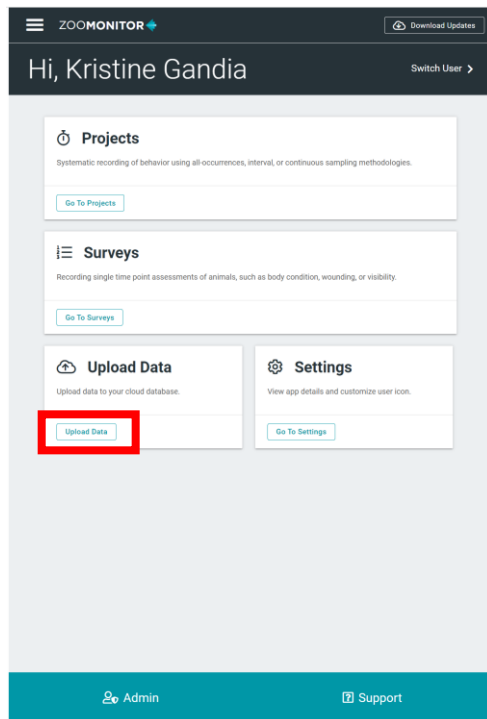 ZOOMONITOR
Download Updates
Hi, Kristine Gandia
Switch User
Projects
Systematic recording of behavior using all-occurrences, interval, or continuous sampling methodologies.
Go To Projects
Surveys
Recording single time point assessments of animals, such as body condition, wounding, or visibility.
Go To Surveys
Upload Data
Upload data to your cloud database.
Upload Data
Settings
View app details and customize user icon.
Go To Settings
Admin
Support